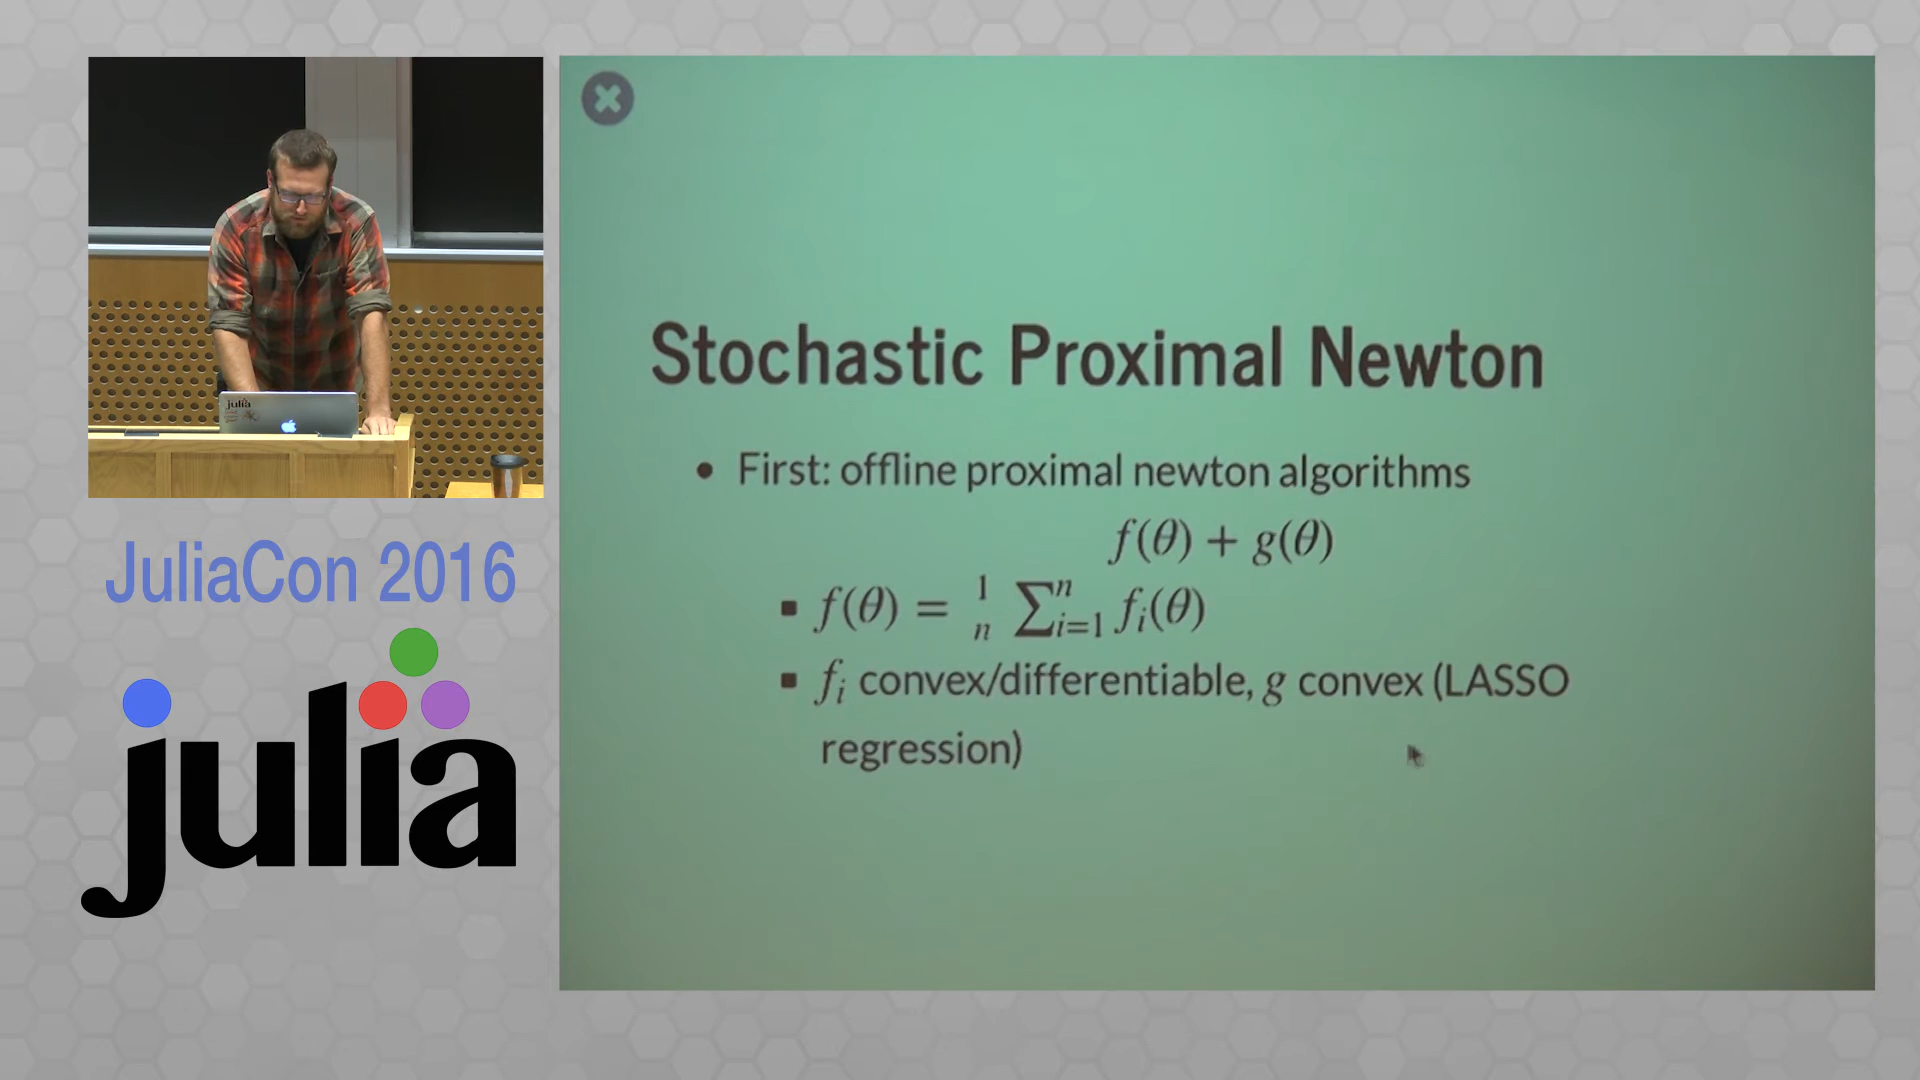 julia
JuliaCon 2016
julia
Stochastic Proximal Newton
• First: offline proximal newton algorithms
f(θ) + g(θ)
▪ f(θ) = 1/n ∑ⁿᵢ₌₁ fᵢ(θ)
▪ fᵢ convex/differentiable, g convex (LASSO
regression)